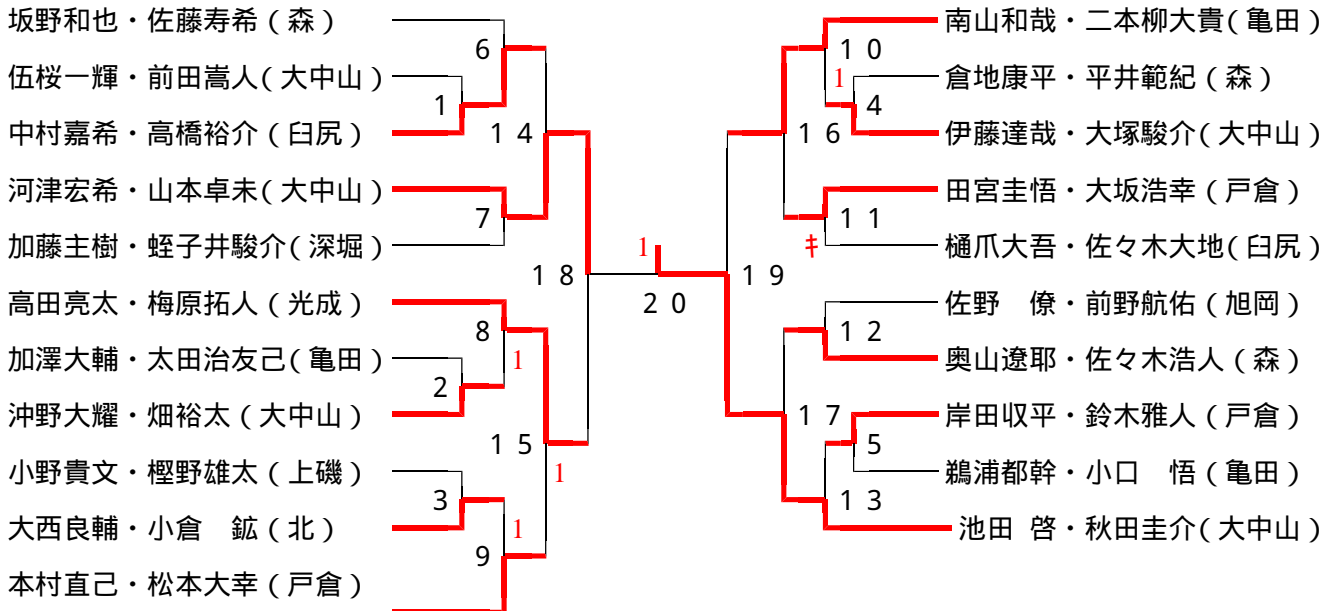 坂野和也・佐藤寿希（森）
伍桜一輝・前田嵩人(大中山)
中村嘉希・高橋裕介（臼尻）
河津宏希・山本卓未(大中山)
加藤主樹・蛭子井駿介(深堀)
高田亮太・梅原拓人（光成）
加澤大輔・太田治友己(亀田)
沖野大耀・畑裕太（大中山）
小野貴文・樫野雄太（上磯）
大西良輔・小倉　鉱（北）
本村直己・松本大幸（戸倉）
6
1
14
7
18
8
1
2
15
1
3
1
9
1
20
南山和哉・二本柳大貴(亀田)
倉地康平・平井範紀（森）
伊藤達哉・大塚駿介(大中山)
田宮圭悟・大坂浩幸（戸倉）
樋爪大吾・佐々木大地(臼尻)
佐野　僚・前野航佑（旭岡）
奥山遼耶・佐々木浩人（森）
岸田収平・鈴木雅人（戸倉）
鵜浦都幹・小口　悟（亀田）
池田 啓・秋田圭介(大中山)
10
1
4
16
11
キ
19
12
17
5
13